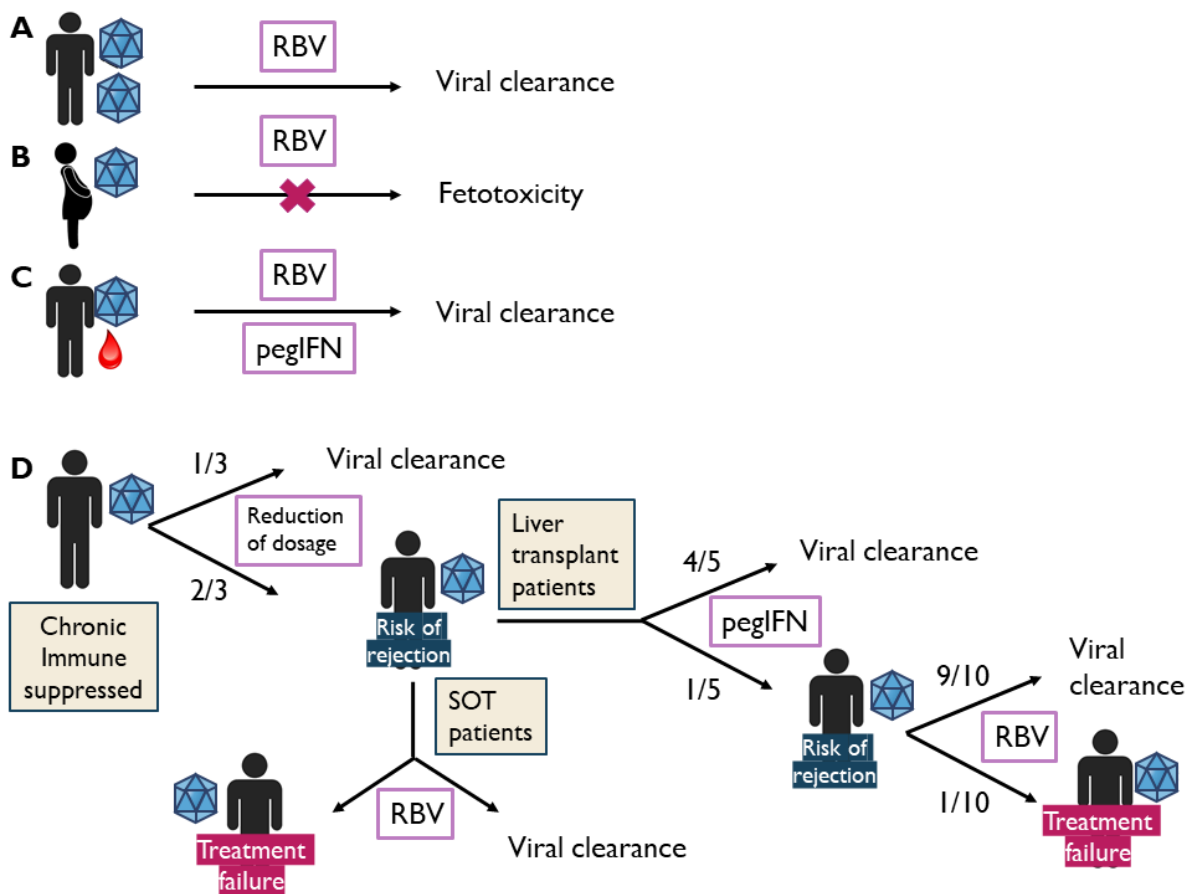 A
RBV
Viral clearance
B
RBV
Fetotoxicity
C
RBV
Viral clearance
pegIFN
D
1/3
Viral clearance
Reduction
of dosage
2/3
Chronic
Immune
suppressed
Risk of
rejection
Liver
transplant
patients
4/5
Viral clearance
pegIFN
1/5
Risk of
rejection
9/10
Viral
clearance
RBV
1/10
Treatment
failure
SOT
patients
RBV
Treatment
failure
Viral clearance